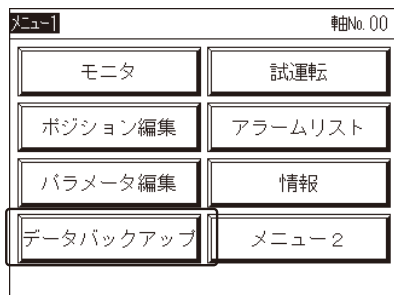 メニュー1 軸No. 00
モニタ 試運転
ポジション編集 アラームリスト
パラメータ編集 情報
データバックアップ メニュー2